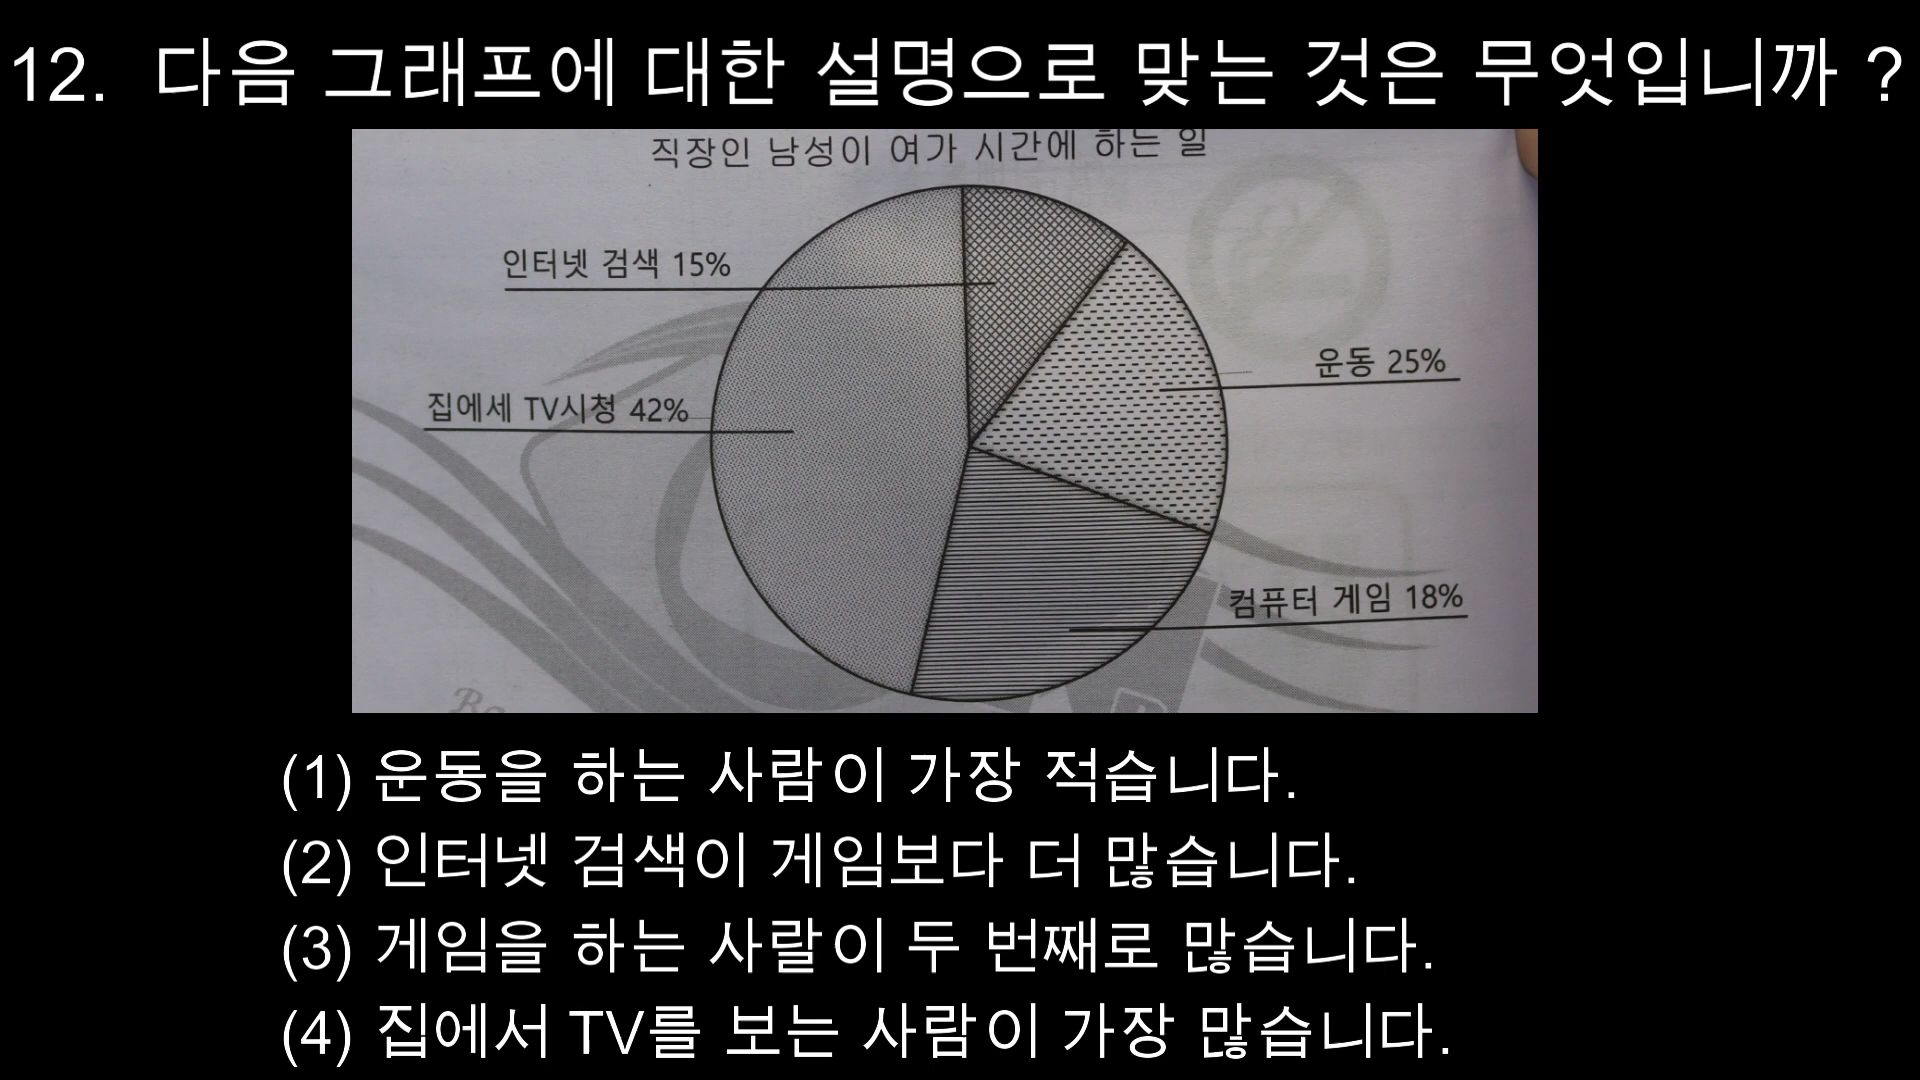 12. 다음 그래프에 대한 설명으로 맞는 것은 무엇입니까 ?
직장인 남성이 여가 시간에 하는 일
인터넷 검색 15%
운동 25%
집에세 TV시청 42%
컴퓨터 게임 18%
(1) 운동을 하는 사람이 가장 적습니다.
(2) 인터넷 검색이 게임보다 더 많습니다.
(3) 게임을 하는 사랄이 두 번째로 많습니다.
(4) 집에서 TV를 보는 사람이 가장 많습니다.